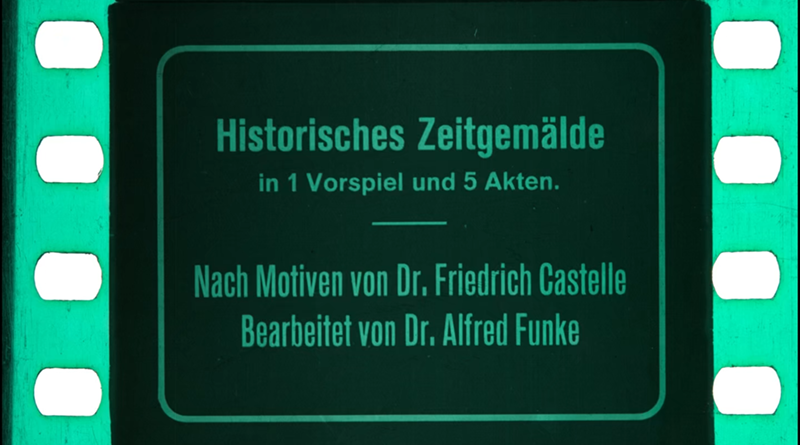 Historisches Zeitgemälde
in 1 Vorspiel und 5 Akten.
Nach Motiven von Dr. Friedrich Castelle
Bearbeitet von Dr. Alfred Funke